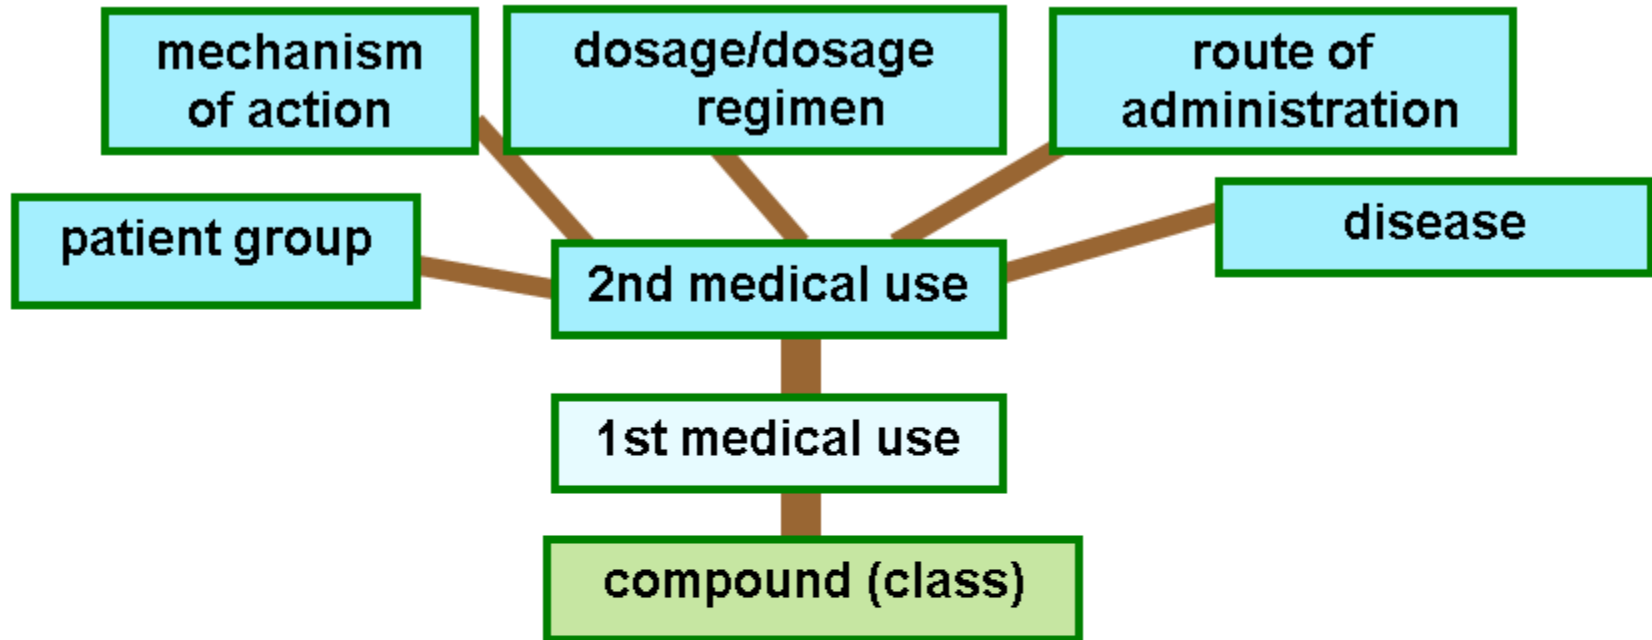 mechanism
of action
dosage/dosage
regimen
route of
administration
patient group
disease
2nd medical use
1st medical use
compound (class)